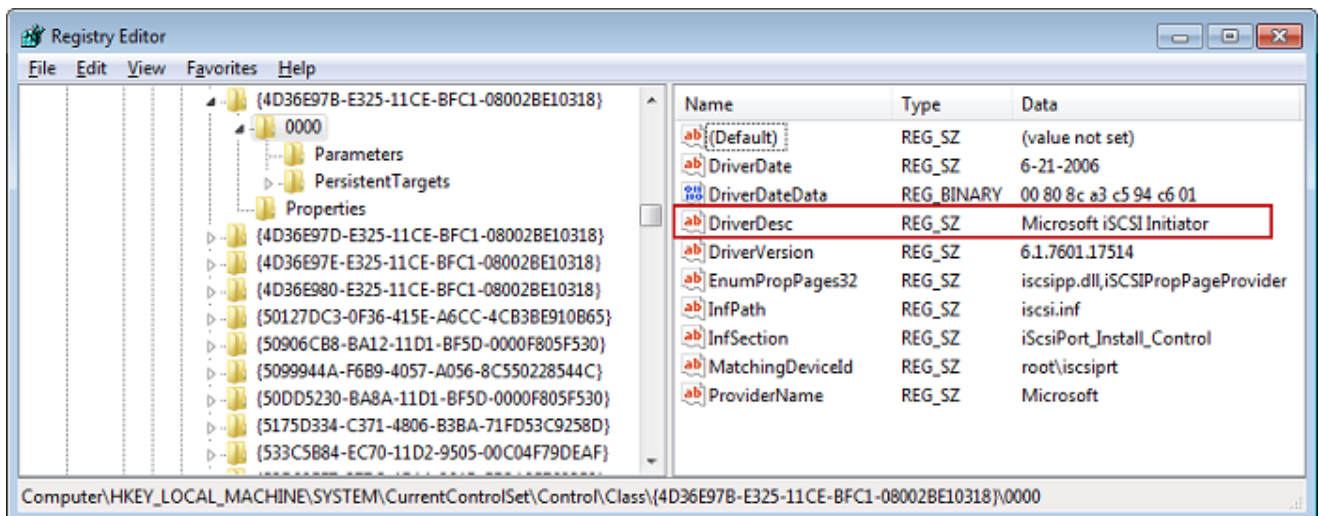 Registry Editor
File Edit View Favorites Help
{4D36E97B-E325-11CE-BFC1-08002BE10318}
0000
Parameters
PersistentTargets
Properties
{4D36E97D-E325-11CE-BFC1-08002BE10318}
{4D36E97E-E325-11CE-BFC1-08002BE10318}
{4D36E980-E325-11CE-BFC1-08002BE10318}
{50127DC3-0F36-415E-A6CC-4CB3BE910B65}
{50906CB8-BA12-11D1-BF5D-0000F805F530}
{5099944A-F6B9-4057-A056-8C550228544C}
{50DD5230-BA8A-11D1-BF5D-0000F805F530}
{5175D334-C371-4806-B3BA-71FD53C9258D}
{533C5B84-EC70-11D2-9505-00C04F79DEAF}
Name Type Data
(Default) REG_SZ (value not set)
DriverDate REG_SZ 6-21-2006
DriverDateData REG_BINARY 00 80 8c a3 c5 94 c6 01
DriverDesc REG_SZ Microsoft iSCSI Initiator
DriverVersion REG_SZ 6.1.7601.17514
EnumPropPages32 REG_SZ iscsipp.dll,iSCSIPropPageProvider
InfPath REG_SZ iscsi.inf
InfSection REG_SZ iScsiPort_Install_Control
MatchingDeviceId REG_SZ root\iscsiprt
ProviderName REG_SZ Microsoft
Computer\HKEY_LOCAL_MACHINE\SYSTEM\CurrentControlSet\Control\Class\{4D36E97B-E325-11CE-BFC1-08002BE10318}\0000